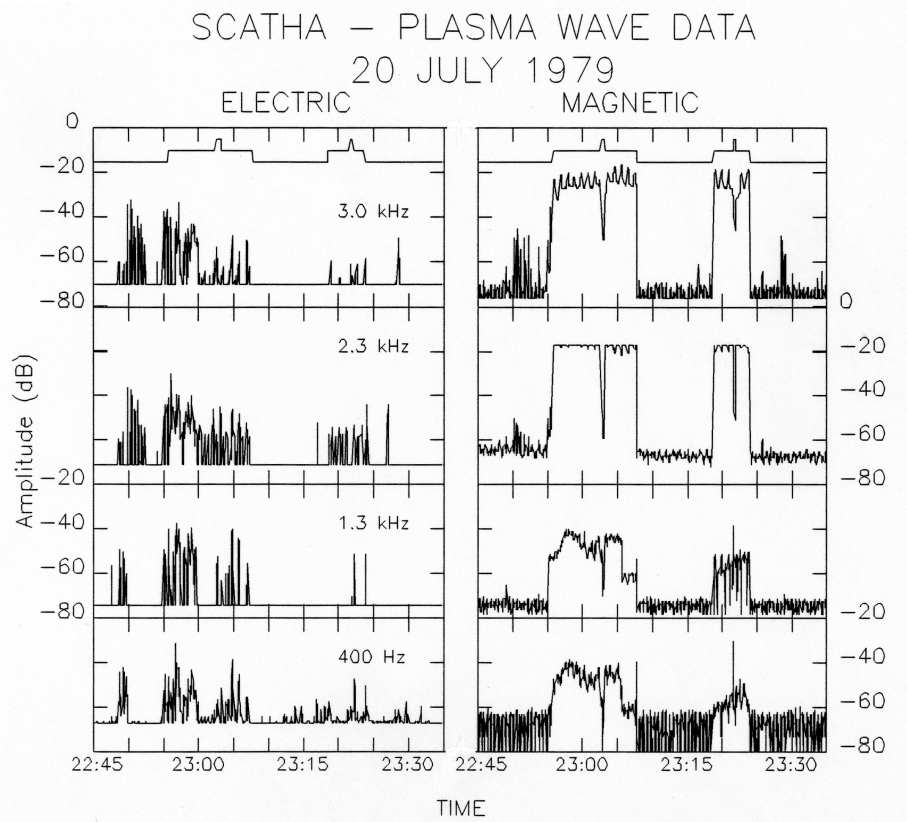 SCATHA – PLASMA WAVE DATA
20 JULY 1979
ELECTRIC MAGNETIC
0
−20
−40
3.0 kHz
−60
−80
0
2.3 kHz
−20
−40
−60
−20
−80
1.3 kHz
−40
−60
−80
−20
400 Hz
−40
−60
−80
Amplitude (dB)
22:45 23:00 23:15 23:30 22:45 23:00 23:15 23:30
TIME